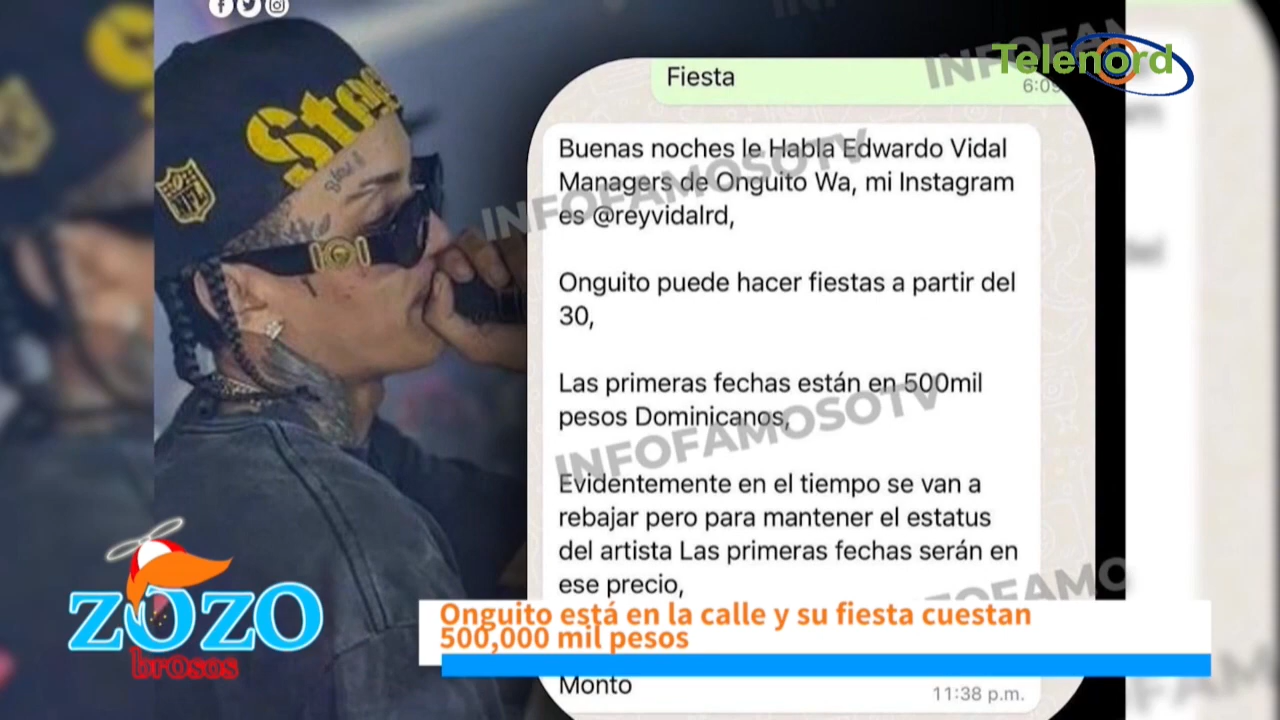 Telenord
Fiesta
Buenas noches le Habla Edwardo Vidal
Managers de Onguito Wa, mi Instagram
es @reyvidalrd,
Onguito puede hacer fiestas a partir del
30,
Las primeras fechas están en 500mil
pesos Dominicanos,
Evidentemente en el tiempo se van a
rebajar pero para mantener el estatus
del artista Las primeras fechas serán en
ese precio,
Monto
11:38 p.m.
INFOFAMOSOTV
INFOFAMOSOTV
NFL
ZOZO
brosos
Onguito está en la calle y su fiesta cuestan
500,000 mil pesos